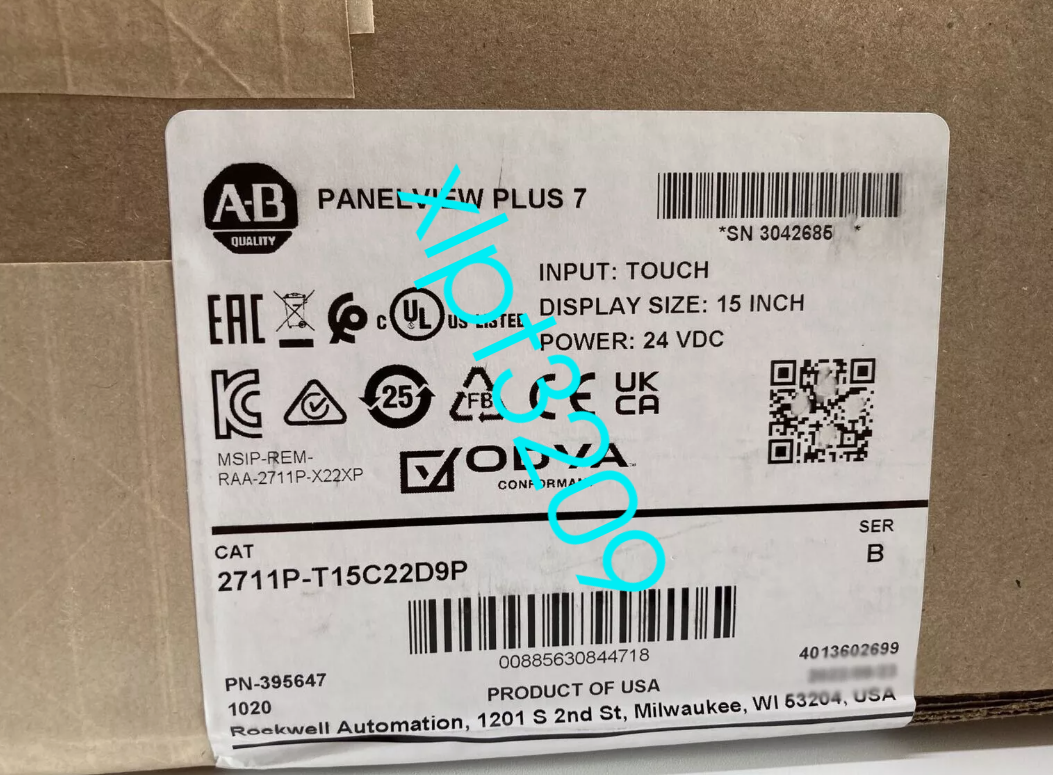 A-B
QUALITY
PANELVIEW PLUS 7
*SN 3042685 *
INPUT: TOUCH
DISPLAY SIZE: 15 INCH
POWER: 24 VDC
EAC
C UL US LISTED
KC
25
FB
CE
UK
CA
MSIP-REM-
RAA-2711P-X22XP
ODVA
CONFORMANT
xlpt3209
CAT
2711P-T15C22D9P
SER
B
00885630844718
4013602699
PN-395647
1020
PRODUCT OF USA
Rockwell Automation, 1201 S 2nd St, Milwaukee, WI 53204, USA